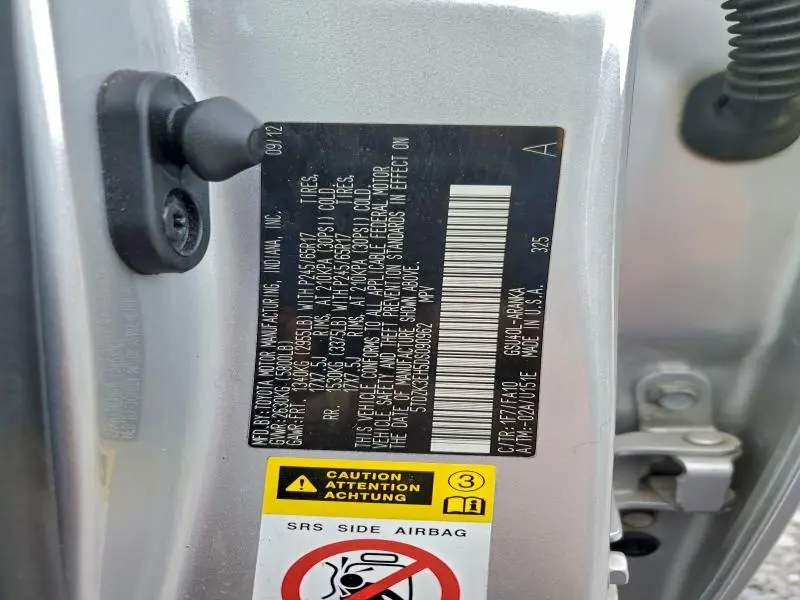 MFD.BY:TOYOTA MOTOR MANUFACTURING, INDIANA, INC. 09/12
GVWR:2630KG(5800LB)
GAWR:FRT. 1340KG(2955LB) WITH P245/65R17 TIRES,
17X7.5J RIMS, AT 210KPA(30PSI) COLD.
RR. 1530KG(3375LB) WITH P245/65R17 TIRES,
17X7.5J RIMS, AT 210KPA(30PSI) COLD.
THIS VEHICLE CONFORMS TO ALL APPLICABLE FEDERAL MOTOR
VEHICLE SAFETY AND THEFT PREVENTION STANDARDS IN EFFECT ON
THE DATE OF MANUFACTURE SHOWN ABOVE.
MPV
C/TR:1F7/FA10 GSU40L-ARANKA 325 A
A/TM:-02A/U151E MADE IN U.S.A.
CAUTION
ATTENTION
ACHTUNG
3
SRS SIDE AIRBAG